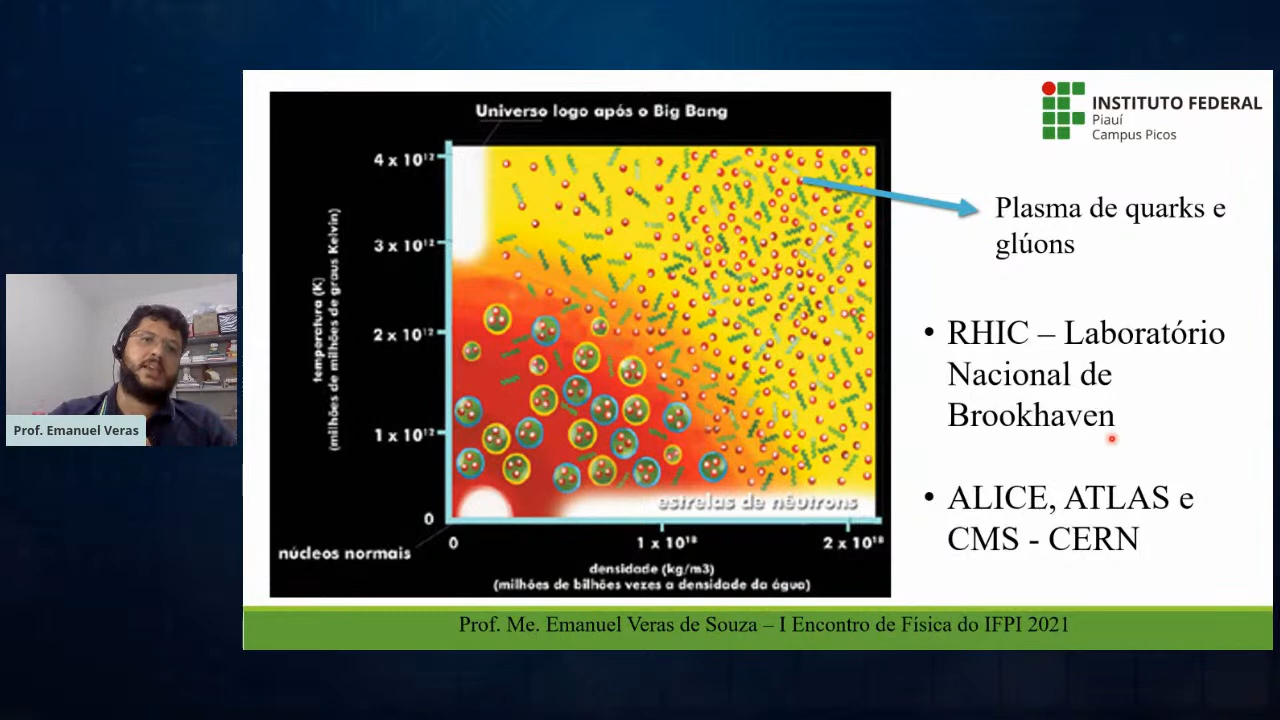 Universo logo após o Big Bang
4 x 10¹²
3 x 10¹²
2 x 10¹²
1 x 10¹²
0
temperatura (K)
(milhões de milhões de graus Kelvin)
estrelas de nêutrons
núcleos normais
0
1 x 10¹⁸
2 x 10¹⁸
densidade (kg/m3)
(milhões de bilhões vezes a densidade da água)
INSTITUTO FEDERAL
Piauí
Campus Picos
Plasma de quarks e
glúons
• RHIC – Laboratório
Nacional de
Brookhaven
• ALICE, ATLAS e
CMS - CERN
Prof. Emanuel Veras
Prof. Me. Emanuel Veras de Souza – I Encontro de Física do IFPI 2021